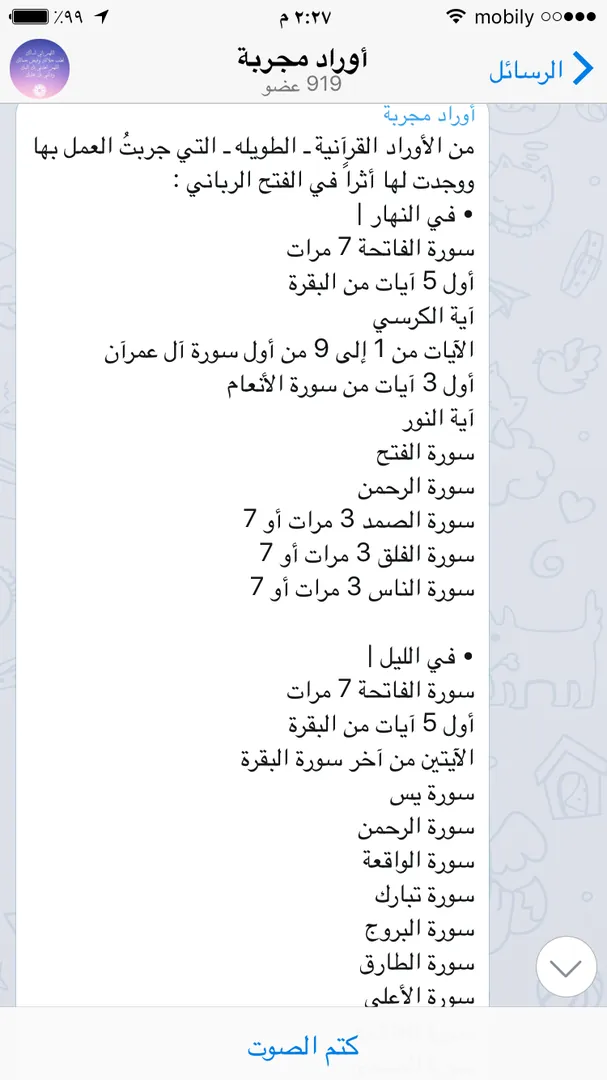 mobily
٢:٢٧ م
٪٩٩
الرسائل
أوراد مجربة
919 عضو
أوراد مجربة
من الأوراد القرآنية ـ الطويله ـ التي جربتُ العمل بها
ووجدت لها أثراً في الفتح الرباني :
• في النهار |
سورة الفاتحة 7 مرات
أول 5 آيات من البقرة
آية الكرسي
الآيات من 1 إلى 9 من أول سورة آل عمران
أول 3 آيات من سورة الأنعام
آية النور
سورة الفتح
سورة الرحمن
سورة الصمد 3 مرات أو 7
سورة الفلق 3 مرات أو 7
سورة الناس 3 مرات أو 7
• في الليل |
سورة الفاتحة 7 مرات
أول 5 آيات من البقرة
الآيتين من آخر سورة البقرة
سورة يس
سورة الرحمن
سورة الواقعة
سورة تبارك
سورة البروج
سورة الطارق
سورة الأعلى
كتم الصوت